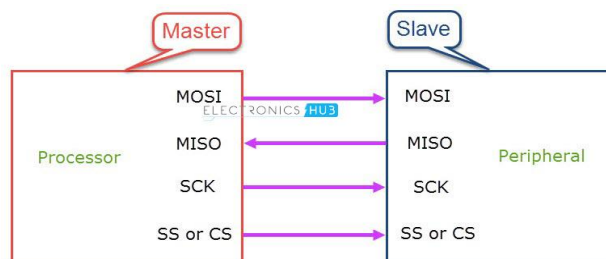 Master
Slave
MOSI
MOSI
ELECTRONICS HUB
MISO
MISO
Processor
Peripheral
SCK
SCK
SS or CS
SS or CS